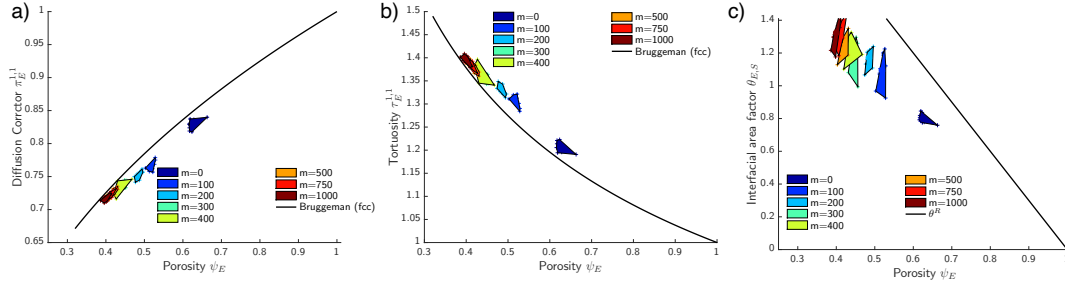 a)
Diffusion Corrctor π_E^{1,1}
1
0.95
0.9
0.85
0.8
0.75
0.7
0.65
0.3 0.4 0.5 0.6 0.7 0.8 0.9 1
Porosity ψ_E
m=0
m=100
m=200
m=300
m=400
m=500
m=750
m=1000
Bruggeman (fcc)
b)
Tortuosity τ_E^{1,1}
1.5
1.45
1.4
1.35
1.3
1.25
1.2
1.15
1.1
1.05
1
0.4 0.5 0.6 0.7 0.8 0.9 1
Porosity ψ_E
m=0
m=100
m=200
m=300
m=400
m=500
m=750
m=1000
Bruggeman (fcc)
c)
Interfacial area factor θ_{E,S}
1.4
1.2
1
0.8
0.6
0.4
0.2
0
0.3 0.4 0.5 0.6 0.7 0.8 0.9 1
Porosity ψ_E
m=0
m=100
m=200
m=300
m=400
m=500
m=750
m=1000
θ^R